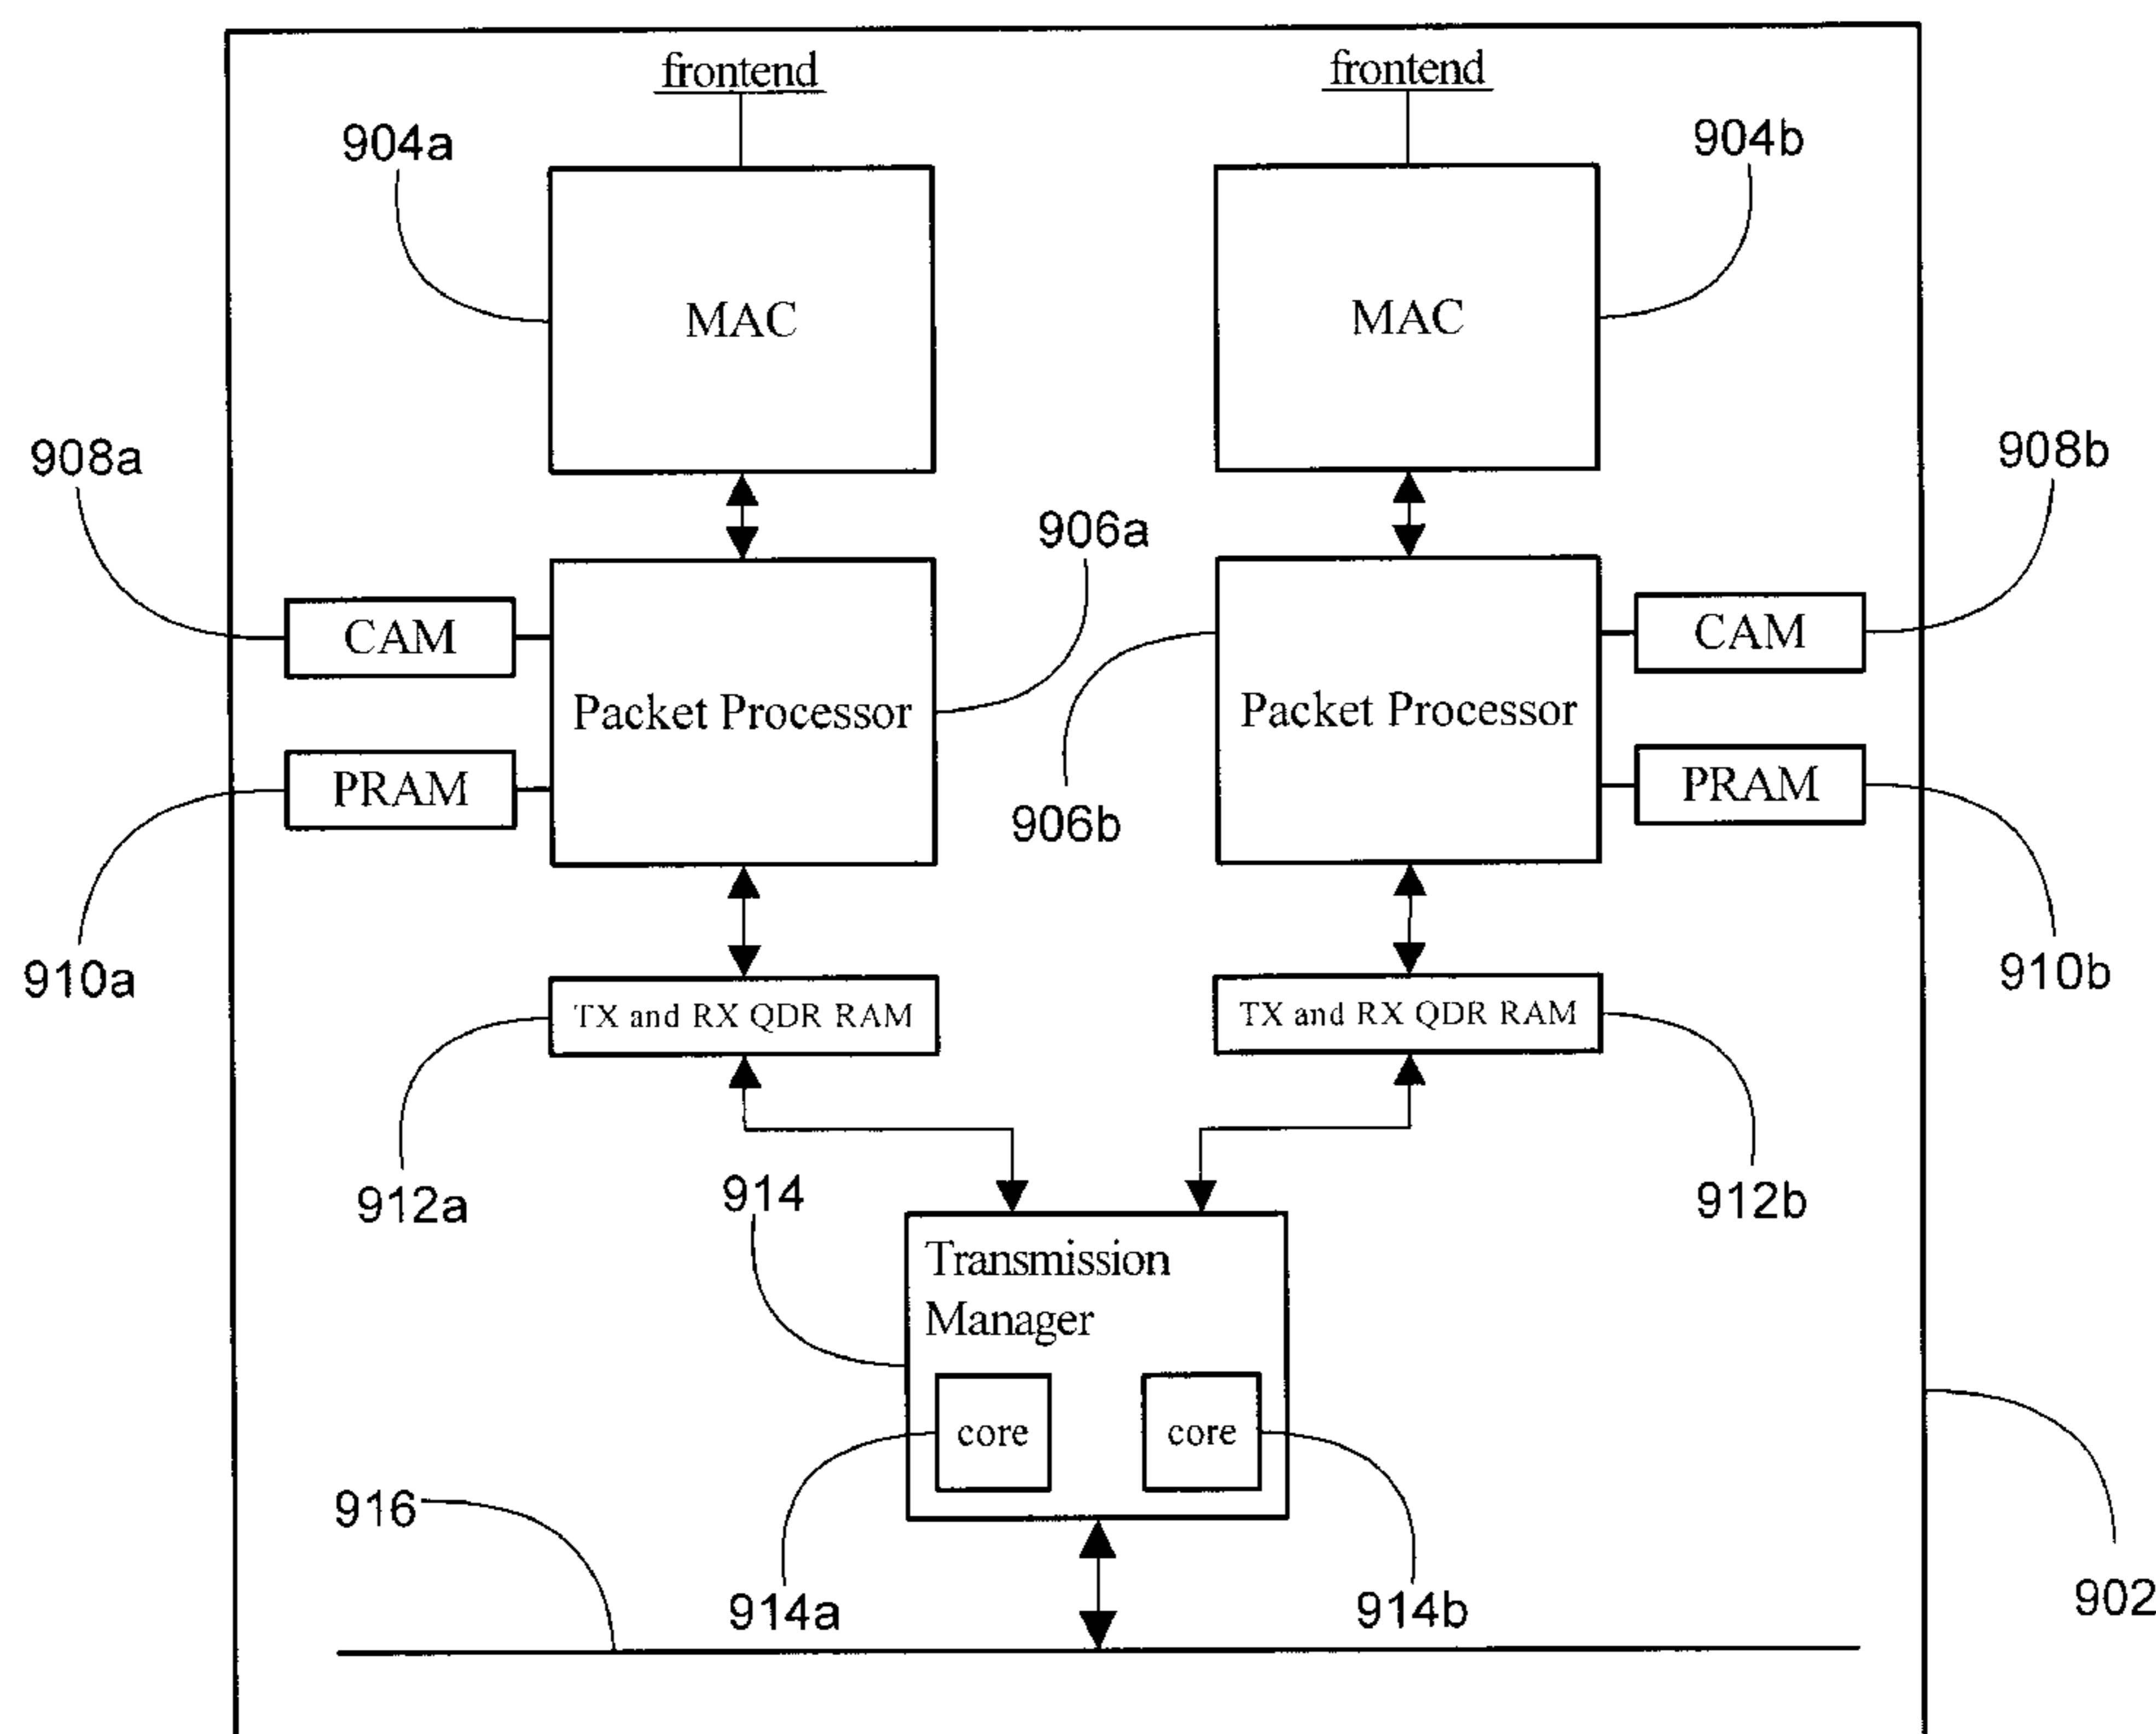 frontend
frontend
904a
904b
MAC
MAC
908a
908b
906a
CAM
CAM
Packet Processor
Packet Processor
PRAM
PRAM
906b
910a
910b
TX and RX QDR RAM
TX and RX QDR RAM
914
912a
912b
Transmission
Manager
core
core
916
914a
914b
902